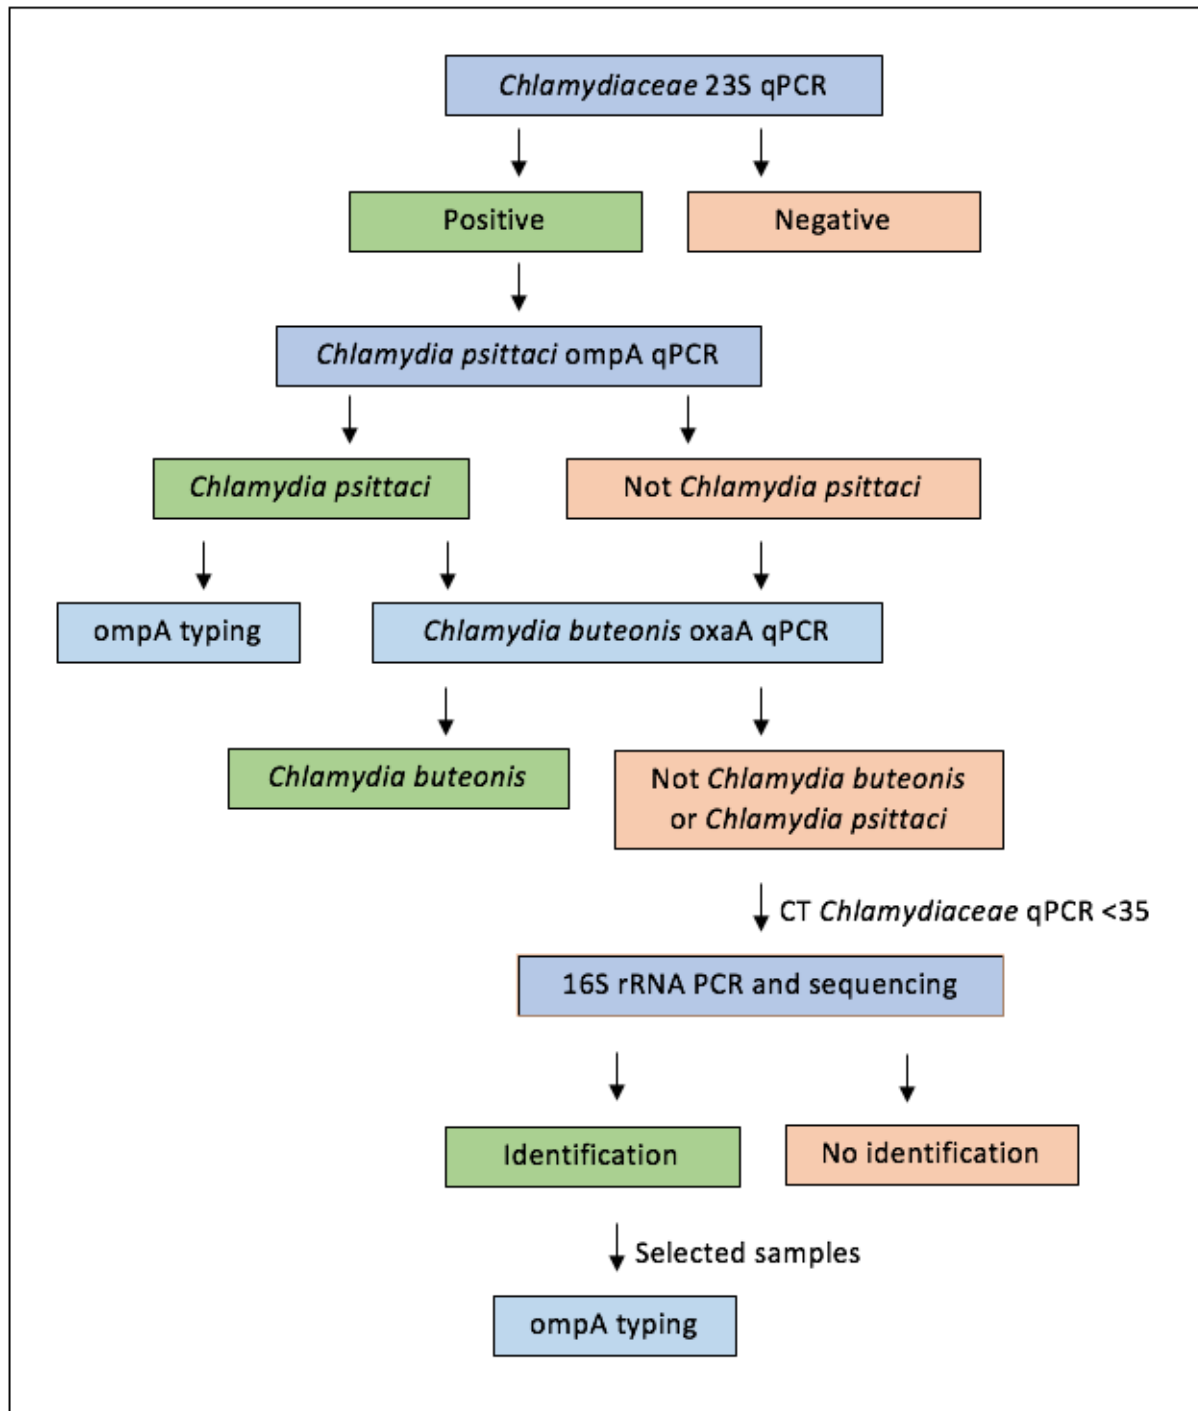 Chlamydiaceae 23S qPCR
Positive
Negative
Chlamydia psittaci ompA qPCR
Chlamydia psittaci
Not Chlamydia psittaci
ompA typing
Chlamydia buteonis oxaA qPCR
Chlamydia buteonis
Not Chlamydia buteonis
or Chlamydia psittaci
CT Chlamydiaceae qPCR <35
16S rRNA PCR and sequencing
Identification
No identification
Selected samples
ompA typing